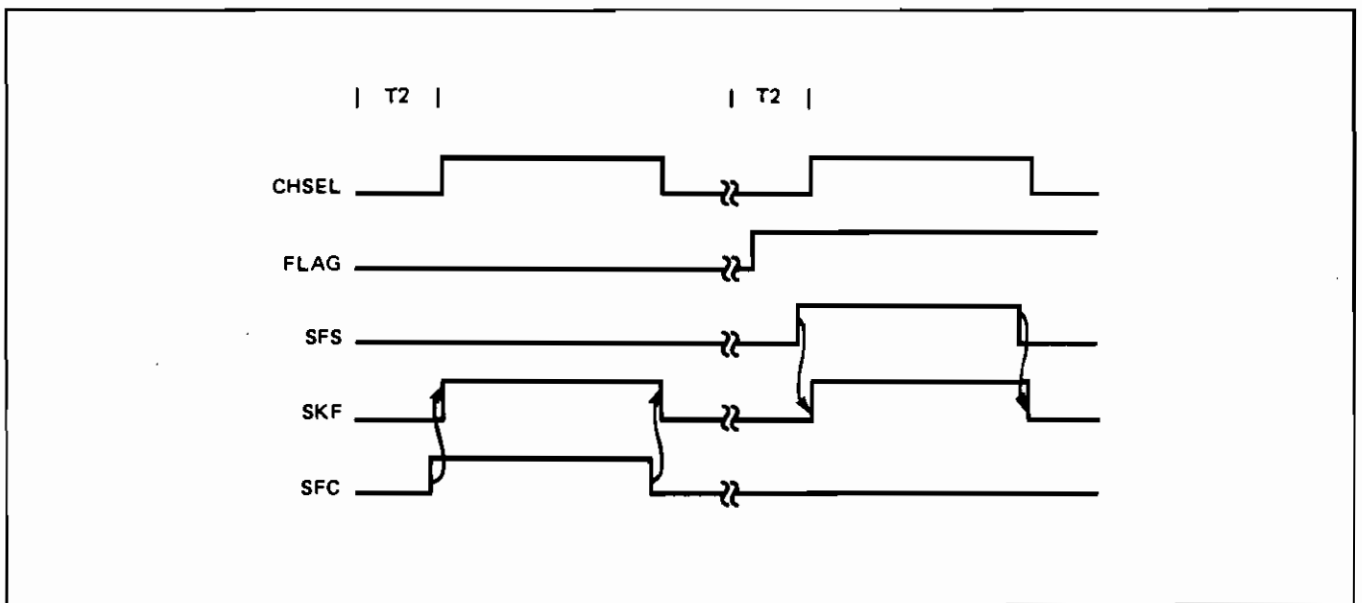 | T2 | | T2 |
CHSEL
FLAG
SFS
SKF
SFC